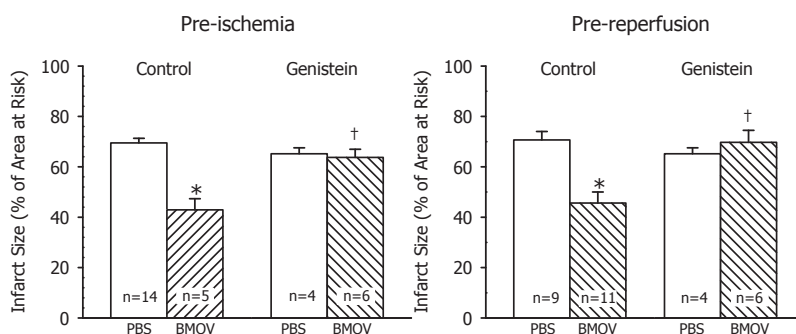 Pre-ischemia
Infarct Size (% of Area at Risk)
100
80
60
40
20
0
Control
Genistein
*
†
n=14
n=5
n=4
n=6
PBS
BMOV
PBS
BMOV
Pre-reperfusion
Infarct Size (% of Area at Risk)
100
80
60
40
20
0
Control
Genistein
*
†
n=9
n=11
n=4
n=6
PBS
BMOV
PBS
BMOV